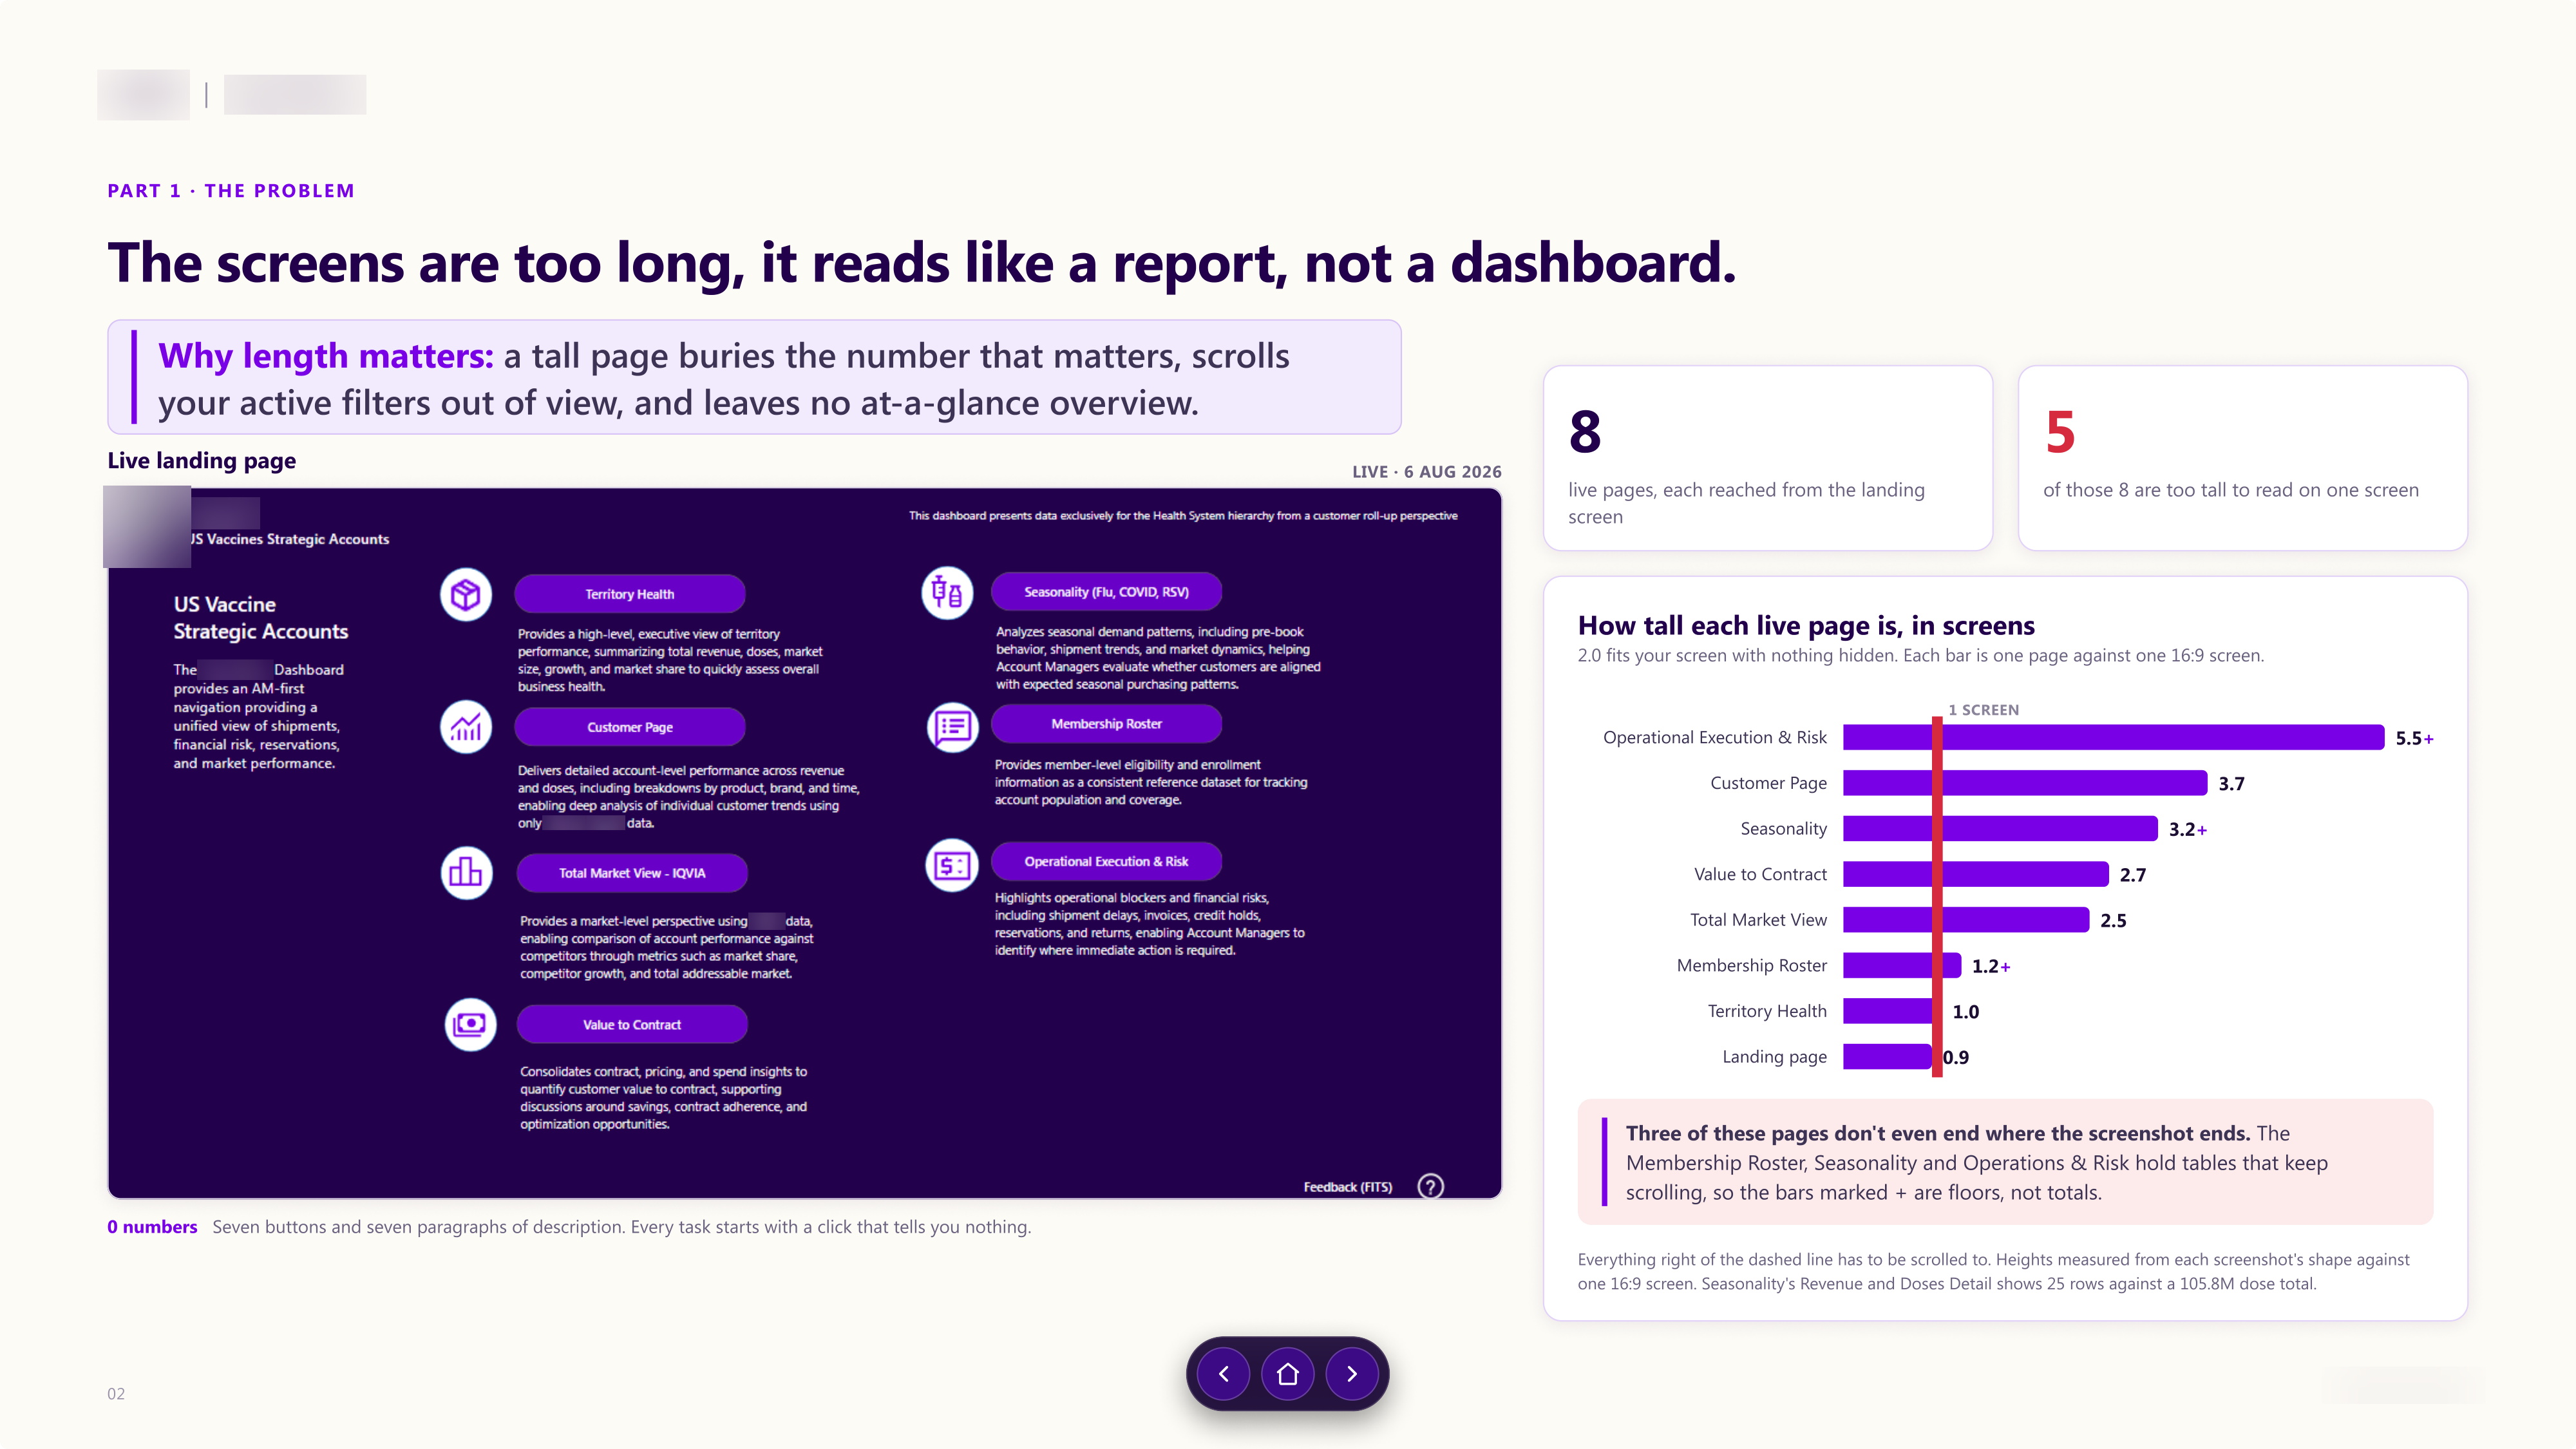 PART 1 · THE PROBLEM
The screens are too long, it reads like a report, not a dashboard.
Why length matters: a tall page buries the number that matters, scrolls
your active filters out of view, and leaves no at-a-glance overview.
Live landing page
LIVE · 6 AUG 2026
US Vaccines Strategic Accounts
This dashboard presents data exclusively for the Health System hierarchy from a customer roll-up perspective
US Vaccine
Strategic Accounts
The Dashboard
provides an AM-first
navigation providing a
unified view of shipments,
financial risk, reservations,
and market performance.
Territory Health
Provides a high-level, executive view of territory
performance, summarizing total revenue, doses, market
size, growth, and market share to quickly assess overall
business health.
Customer Page
Delivers detailed account-level performance across revenue
and doses, including breakdowns by product, brand, and time,
enabling deep analysis of individual customer trends using
only data.
Total Market View - IQVIA
Provides a market-level perspective using data,
enabling comparison of account performance against
competitors through metrics such as market share,
competitor growth, and total addressable market.
Value to Contract
Consolidates contract, pricing, and spend insights to
quantify customer value to contract, supporting
discussions around savings, contract adherence, and
optimization opportunities.
Seasonality (Flu, COVID, RSV)
Analyzes seasonal demand patterns, including pre-book
behavior, shipment trends, and market dynamics, helping
Account Managers evaluate whether customers are aligned
with expected seasonal purchasing patterns.
Membership Roster
Provides member-level eligibility and enrollment
information as a consistent reference dataset for tracking
account population and coverage.
Operational Execution & Risk
Highlights operational blockers and financial risks,
including shipment delays, invoices, credit holds,
reservations, and returns, enabling Account Managers to
identify where immediate action is required.
Feedback (FITS) ?
0 numbers Seven buttons and seven paragraphs of description. Every task starts with a click that tells you nothing.
8
live pages, each reached from the landing
screen
5
of those 8 are too tall to read on one screen
How tall each live page is, in screens
2.0 fits your screen with nothing hidden. Each bar is one page against one 16:9 screen.
1 SCREEN
Operational Execution & Risk 5.5+
Customer Page 3.7
Seasonality 3.2+
Value to Contract 2.7
Total Market View 2.5
Membership Roster 1.2+
Territory Health 1.0
Landing page 0.9
Three of these pages don't even end where the screenshot ends. The
Membership Roster, Seasonality and Operations & Risk hold tables that keep
scrolling, so the bars marked + are floors, not totals.
Everything right of the dashed line has to be scrolled to. Heights measured from each screenshot's shape against
one 16:9 screen. Seasonality's Revenue and Doses Detail shows 25 rows against a 105.8M dose total.
02